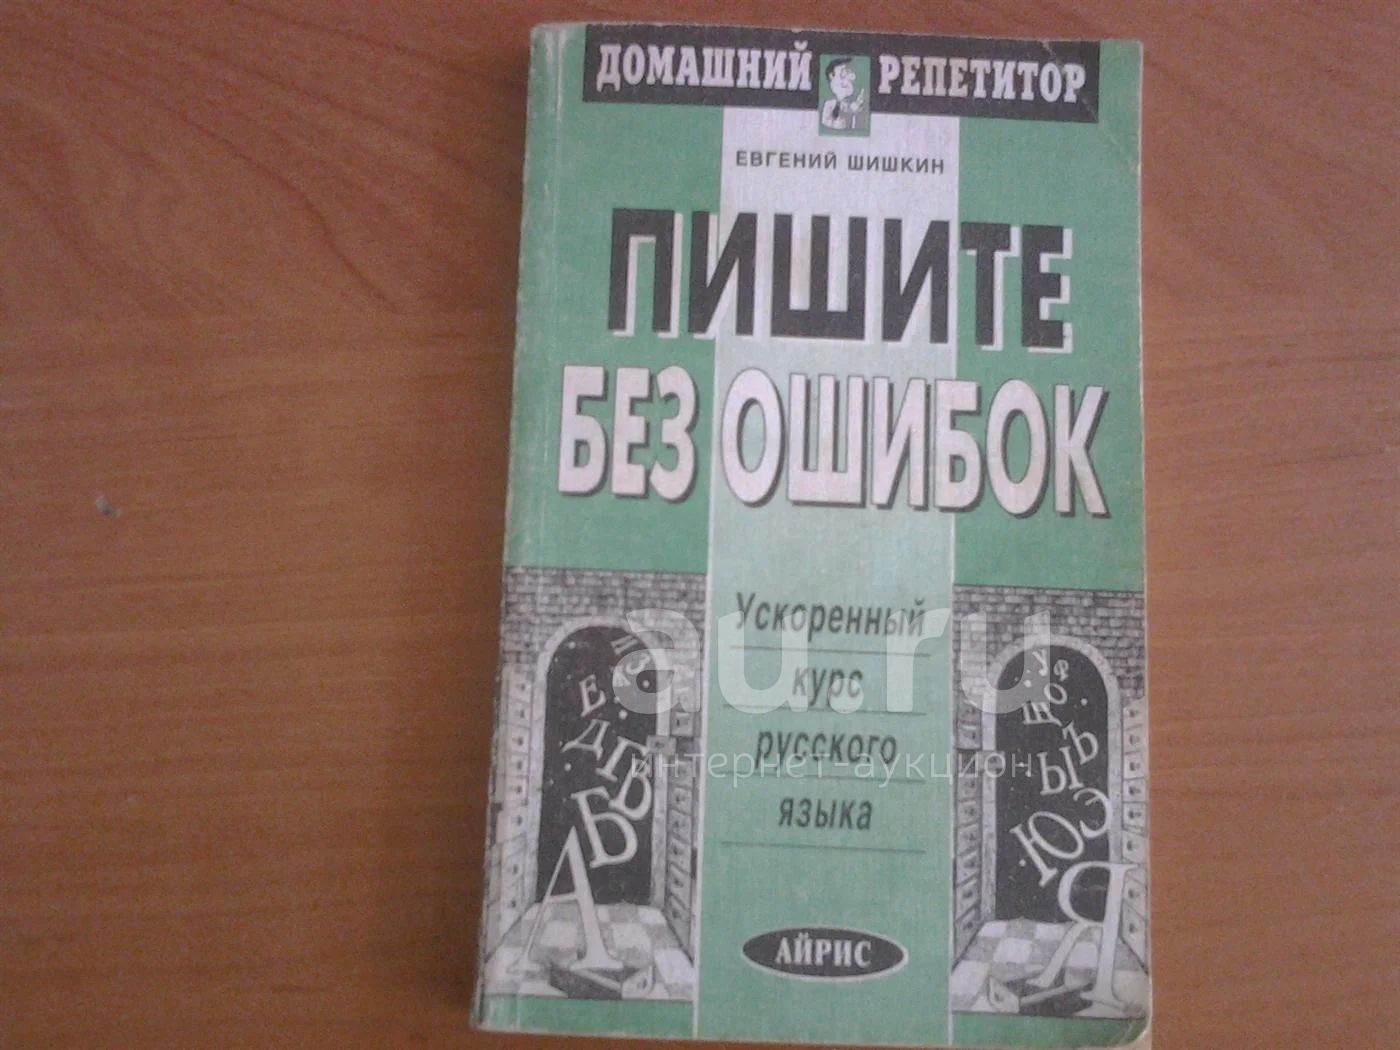 ДОМАШНИЙ РЕПЕТИТОР
ЕВГЕНИЙ ШИШКИН
ПИШИТЕ
БЕЗ ОШИБОК
Ускоренный
курс
русского
языка
au.ru
интернет-аукцион
АЙРИС